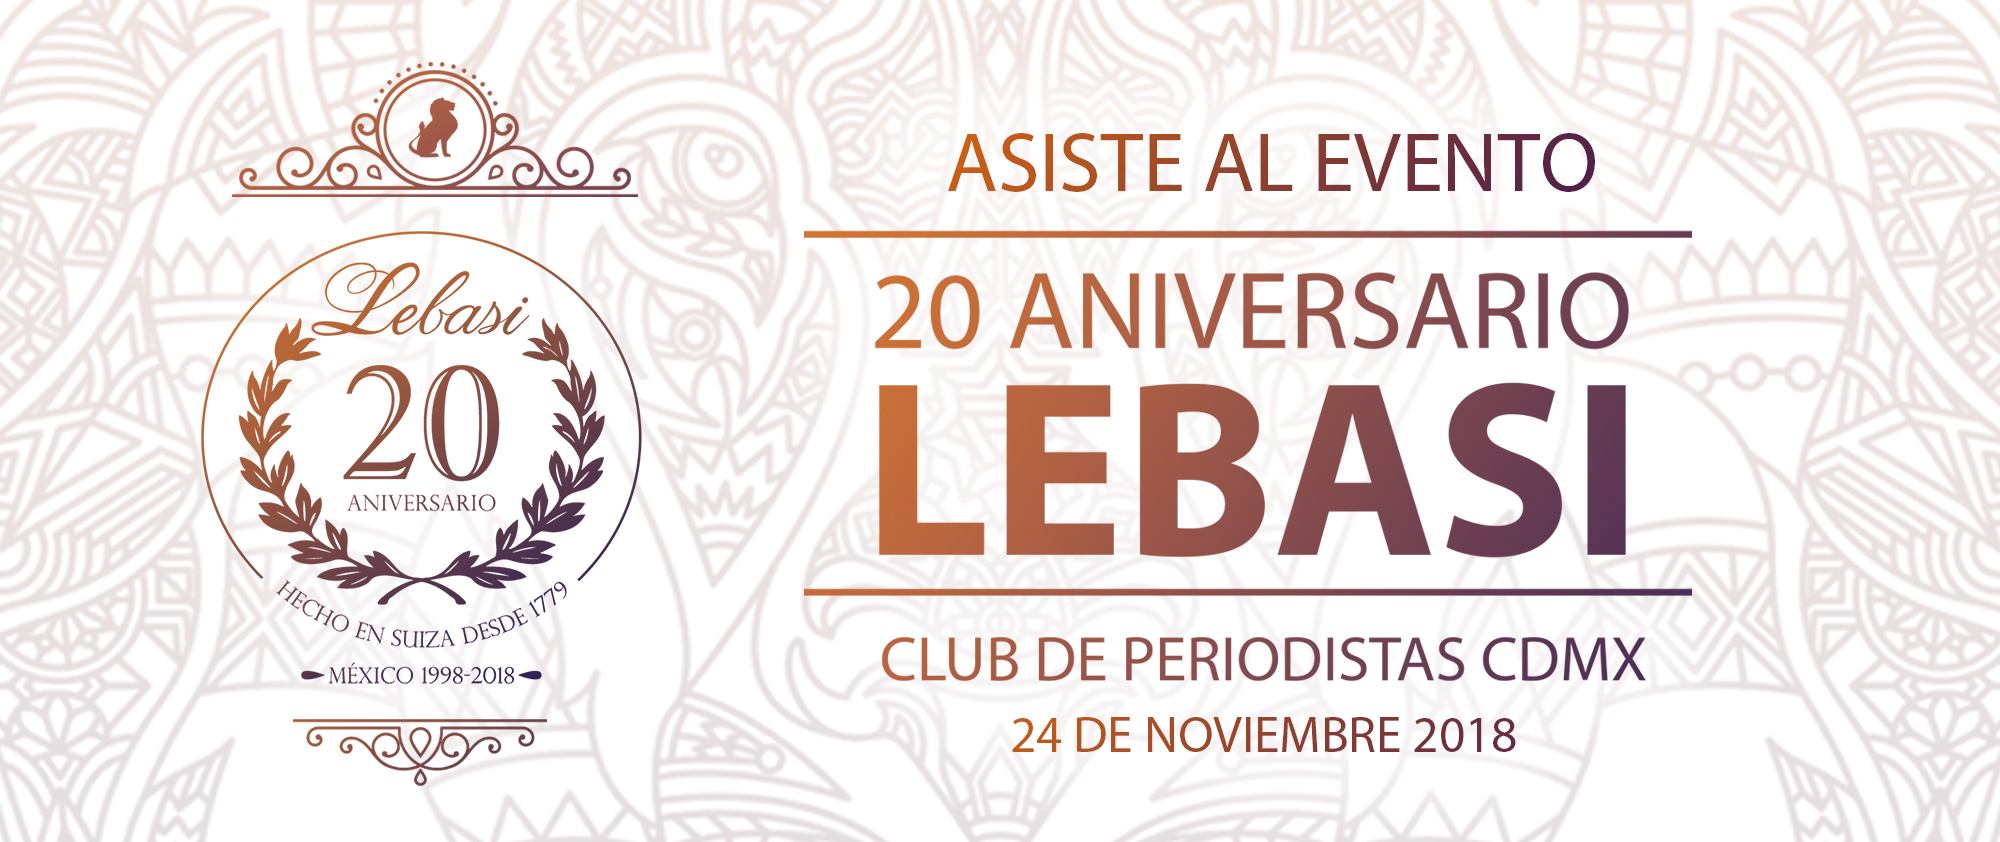 Lebasi
20
ANIVERSARIO
HECHO EN SUIZA DESDE 1779
MÉXICO 1998-2018
ASISTE AL EVENTO
20 ANIVERSARIO
LEBASI
CLUB DE PERIODISTAS CDMX
24 DE NOVIEMBRE 2018